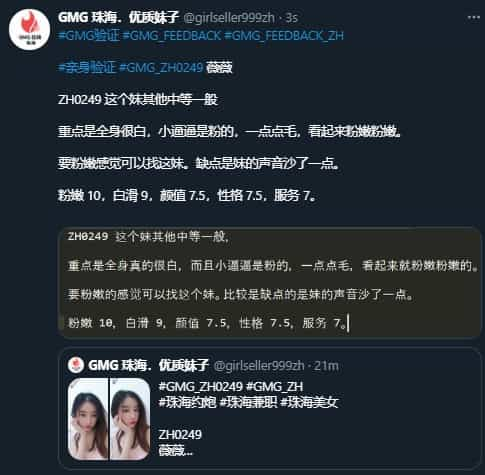 GMG 珠海
GMG 珠海．优质妹子 @girlseller999zh · 3s
#GMG验证 #GMG_FEEDBACK #GMG_FEEDBACK_ZH
#亲身验证 #GMG_ZH0249 薇薇
ZH0249 这个妹其他中等一般
重点是全身很白，小逼逼是粉的，一点点毛，看起来粉嫩粉嫩。
要粉嫩感觉可以找这妹。缺点是妹的声音沙了一点。
粉嫩 10，白滑 9，颜值 7.5，性格 7.5，服务 7。
ZH0249 这个妹其他中等一般，
重点是全身真的很白，而且小逼逼是粉的，一点点毛，看起来就粉嫩粉嫩的。
要粉嫩的感觉可以找这个妹。比较是缺点的是妹的声音沙了一点。
粉嫩 10，白滑 9，颜值 7.5，性格 7.5，服务 7。
GMG 珠海．优质妹子 @girlseller999zh · 21m
#GMG_ZH0249 #GMG_ZH
#珠海约炮 #珠海兼职 #珠海美女
ZH0249
薇薇...